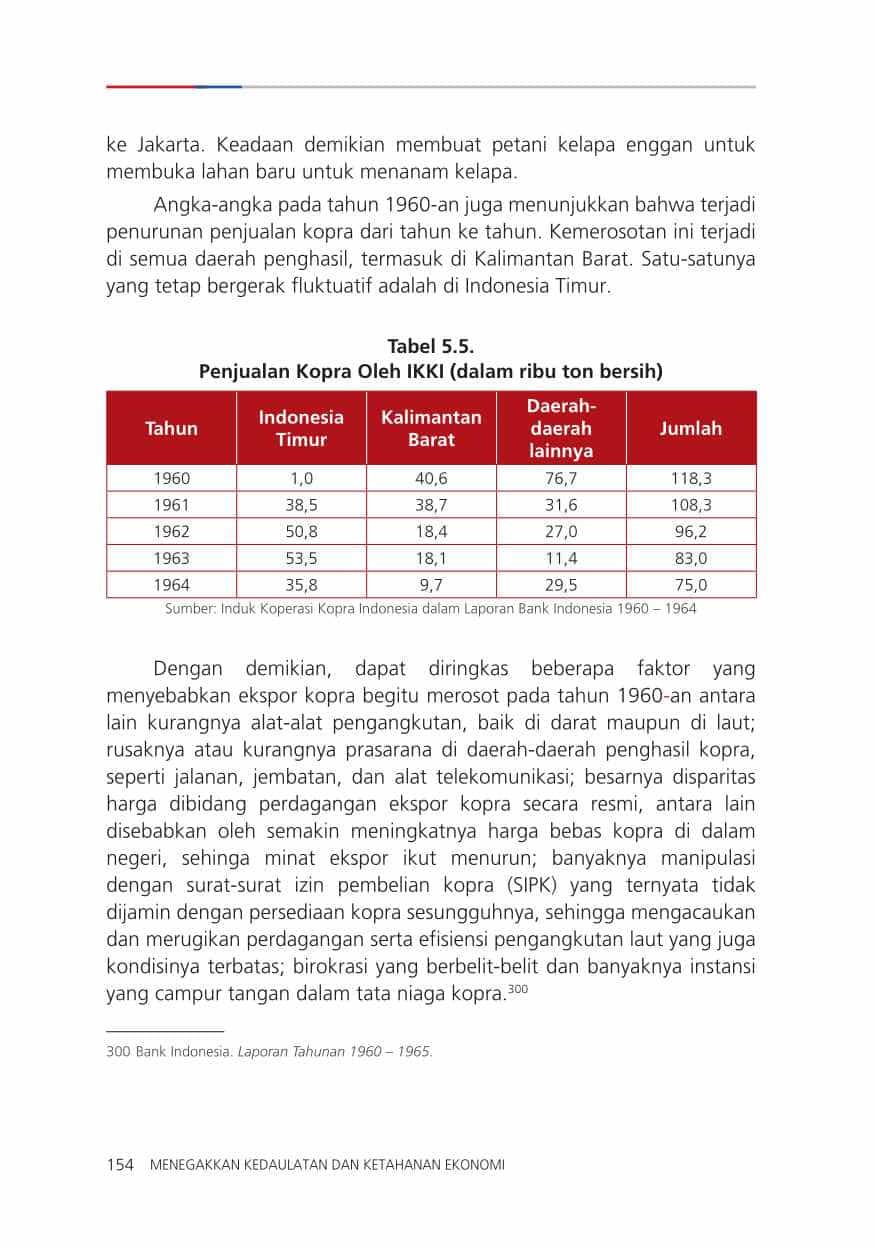 ke Jakarta. Keadaan demikian membuat petani kelapa enggan untuk
membuka lahan baru untuk menanam kelapa.
Angka-angka pada tahun 1960-an juga menunjukkan bahwa terjadi
penurunan penjualan kopra dari tahun ke tahun. Kemerosotan ini terjadi
di semua daerah penghasil, termasuk di Kalimantan Barat. Satu-satunya
yang tetap bergerak fluktuatif adalah di Indonesia Timur.
Tabel 5.5.
Penjualan Kopra Oleh IKKI (dalam ribu ton bersih)
Tahun Indonesia Timur Kalimantan Barat Daerah-daerah lainnya Jumlah
1960 1,0 40,6 76,7 118,3
1961 38,5 38,7 31,6 108,3
1962 50,8 18,4 27,0 96,2
1963 53,5 18,1 11,4 83,0
1964 35,8 9,7 29,5 75,0
Sumber: Induk Koperasi Kopra Indonesia dalam Laporan Bank Indonesia 1960 – 1964
Dengan demikian, dapat diringkas beberapa faktor yang
menyebabkan ekspor kopra begitu merosot pada tahun 1960-an antara
lain kurangnya alat-alat pengangkutan, baik di darat maupun di laut;
rusaknya atau kurangnya prasarana di daerah-daerah penghasil kopra,
seperti jalanan, jembatan, dan alat telekomunikasi; besarnya disparitas
harga dibidang perdagangan ekspor kopra secara resmi, antara lain
disebabkan oleh semakin meningkatnya harga bebas kopra di dalam
negeri, sehinga minat ekspor ikut menurun; banyaknya manipulasi
dengan surat-surat izin pembelian kopra (SIPK) yang ternyata tidak
dijamin dengan persediaan kopra sesungguhnya, sehingga mengacaukan
dan merugikan perdagangan serta efisiensi pengangkutan laut yang juga
kondisinya terbatas; birokrasi yang berbelit-belit dan banyaknya instansi
yang campur tangan dalam tata niaga kopra.300
300 Bank Indonesia. Laporan Tahunan 1960 – 1965.
154 MENEGAKKAN KEDAULATAN DAN KETAHANAN EKONOMI